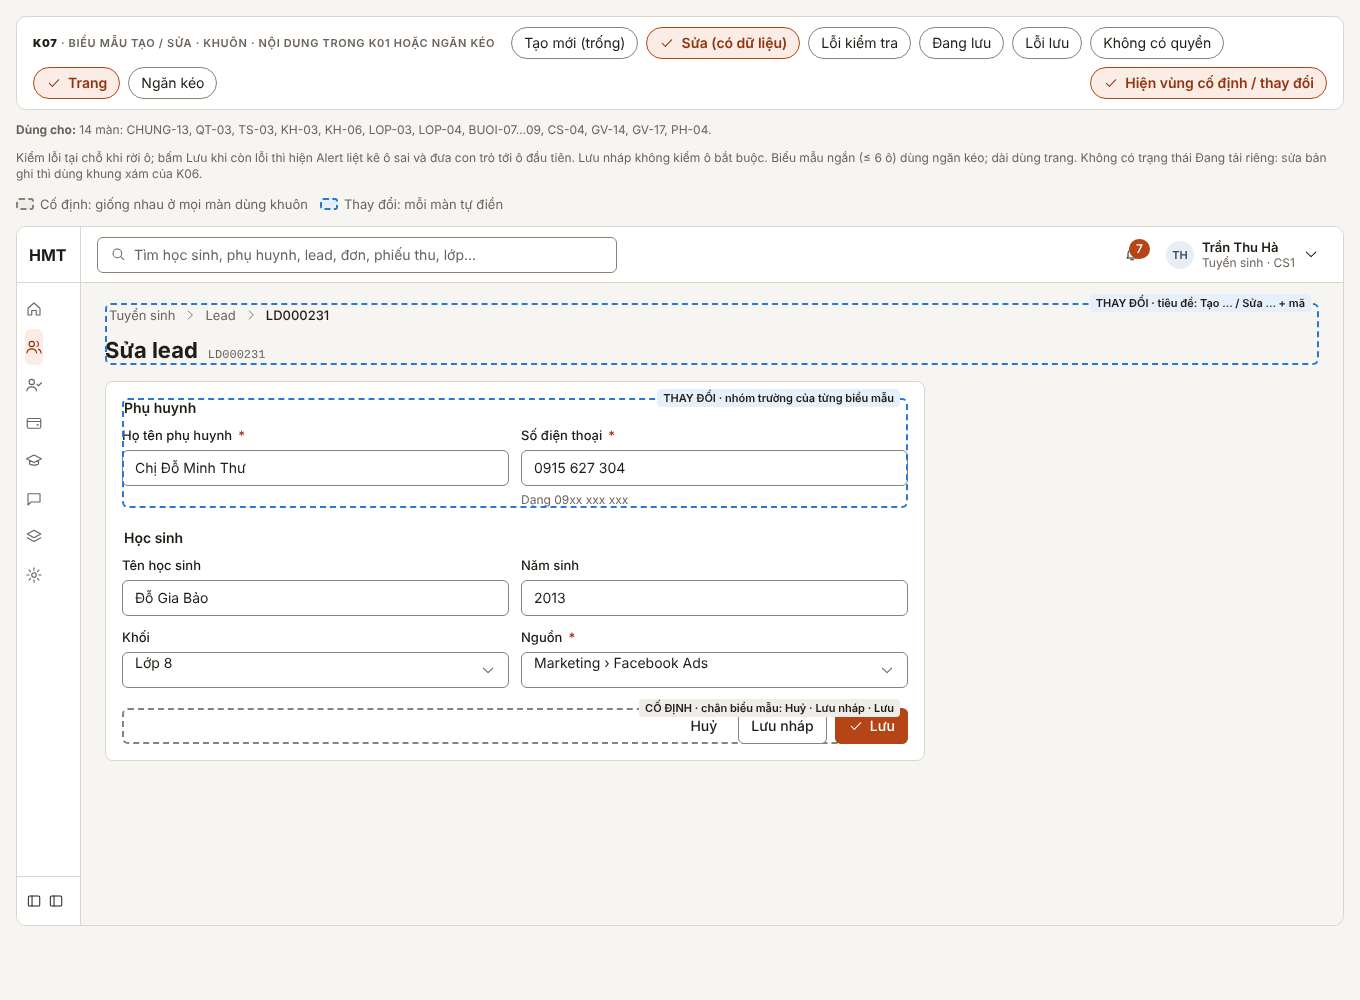 K07 · BIỂU MẪU TẠO / SỬA · KHUÔN · NỘI DUNG TRONG K01 HOẶC NGĂN KÉO
Tạo mới (trống)
Sửa (có dữ liệu)
Lỗi kiểm tra
Đang lưu
Lỗi lưu
Không có quyền
Trang
Ngăn kéo
Hiện vùng cố định / thay đổi
Dùng cho: 14 màn: CHUNG-13, QT-03, TS-03, KH-03, KH-06, LOP-03, LOP-04, BUOI-07…09, CS-04, GV-14, GV-17, PH-04.
Kiểm lỗi tại chỗ khi rời ô; bấm Lưu khi còn lỗi thì hiện Alert liệt kê ô sai và đưa con trỏ tới ô đầu tiên. Lưu nháp không kiểm ô bắt buộc. Biểu mẫu ngắn (≤ 6 ô) dùng ngăn kéo; dài dùng trang. Không có trạng thái Đang tải riêng: sửa bản
ghi thì dùng khung xám của K06.
Cố định: giống nhau ở mọi màn dùng khuôn
Thay đổi: mỗi màn tự điền
HMT
Tìm học sinh, phụ huynh, lead, đơn, phiếu thu, lớp…
7
TH
Trần Thu Hà
Tuyển sinh · CS1
THAY ĐỔI · tiêu đề: Tạo … / Sửa … + mã
Tuyển sinh
Lead
LD000231
Sửa lead
LD000231
THAY ĐỔI · nhóm trường của từng biểu mẫu
Phụ huynh
Họ tên phụ huynh *
Số điện thoại *
Chị Đỗ Minh Thư
0915 627 304
Dạng 09xx xxx xxx
Học sinh
Tên học sinh
Năm sinh
Đỗ Gia Bảo
2013
Khối
Nguồn *
Lớp 8
Marketing › Facebook Ads
CỐ ĐỊNH · chân biểu mẫu: Huỷ · Lưu nháp · Lưu
Huỷ
Lưu nháp
Lưu